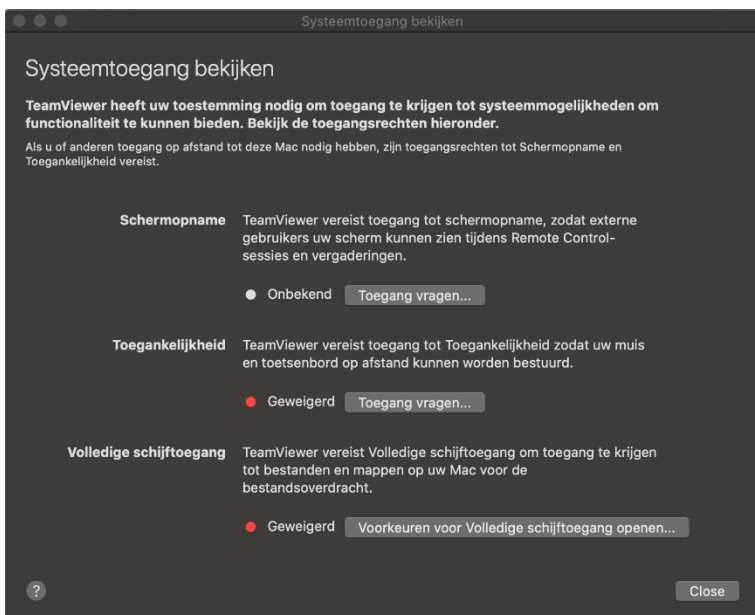 Systeemtoegang bekijken
Systeemtoegang bekijken
TeamViewer heeft uw toestemming nodig om toegang te krijgen tot systeemmogelijkheden om
functionaliteit te kunnen bieden. Bekijk de toegangsrechten hieronder.
Als u of anderen toegang op afstand tot deze Mac nodig hebben, zijn toegangsrechten tot Schermopname en
Toegankelijkheid vereist.
Schermopname
TeamViewer vereist toegang tot schermopname, zodat externe
gebruikers uw scherm kunnen zien tijdens Remote Control-
sessies en vergaderingen.
Onbekend
Toegang vragen...
Toegankelijkheid
TeamViewer vereist toegang tot Toegankelijkheid zodat uw muis
en toetsenbord op afstand kunnen worden bestuurd.
Geweigerd
Toegang vragen...
Volledige schijftoegang
TeamViewer vereist Volledige schijftoegang om toegang te krijgen
tot bestanden en mappen op uw Mac voor de
bestandsoverdracht.
Geweigerd
Voorkeuren voor Volledige schijftoegang openen...
?
Close